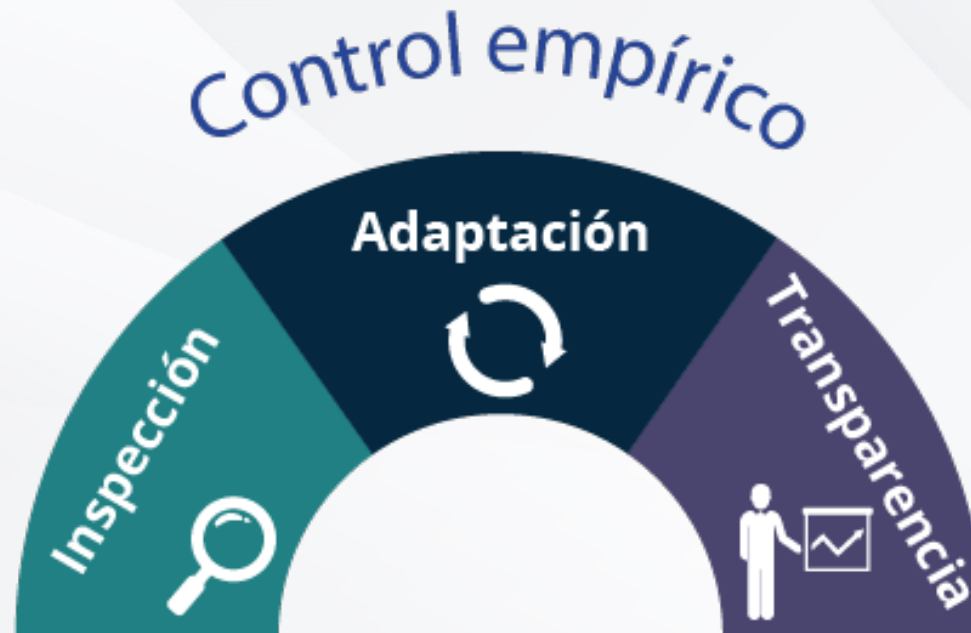 Control empírico
Inspección
Adaptación
Transparencia